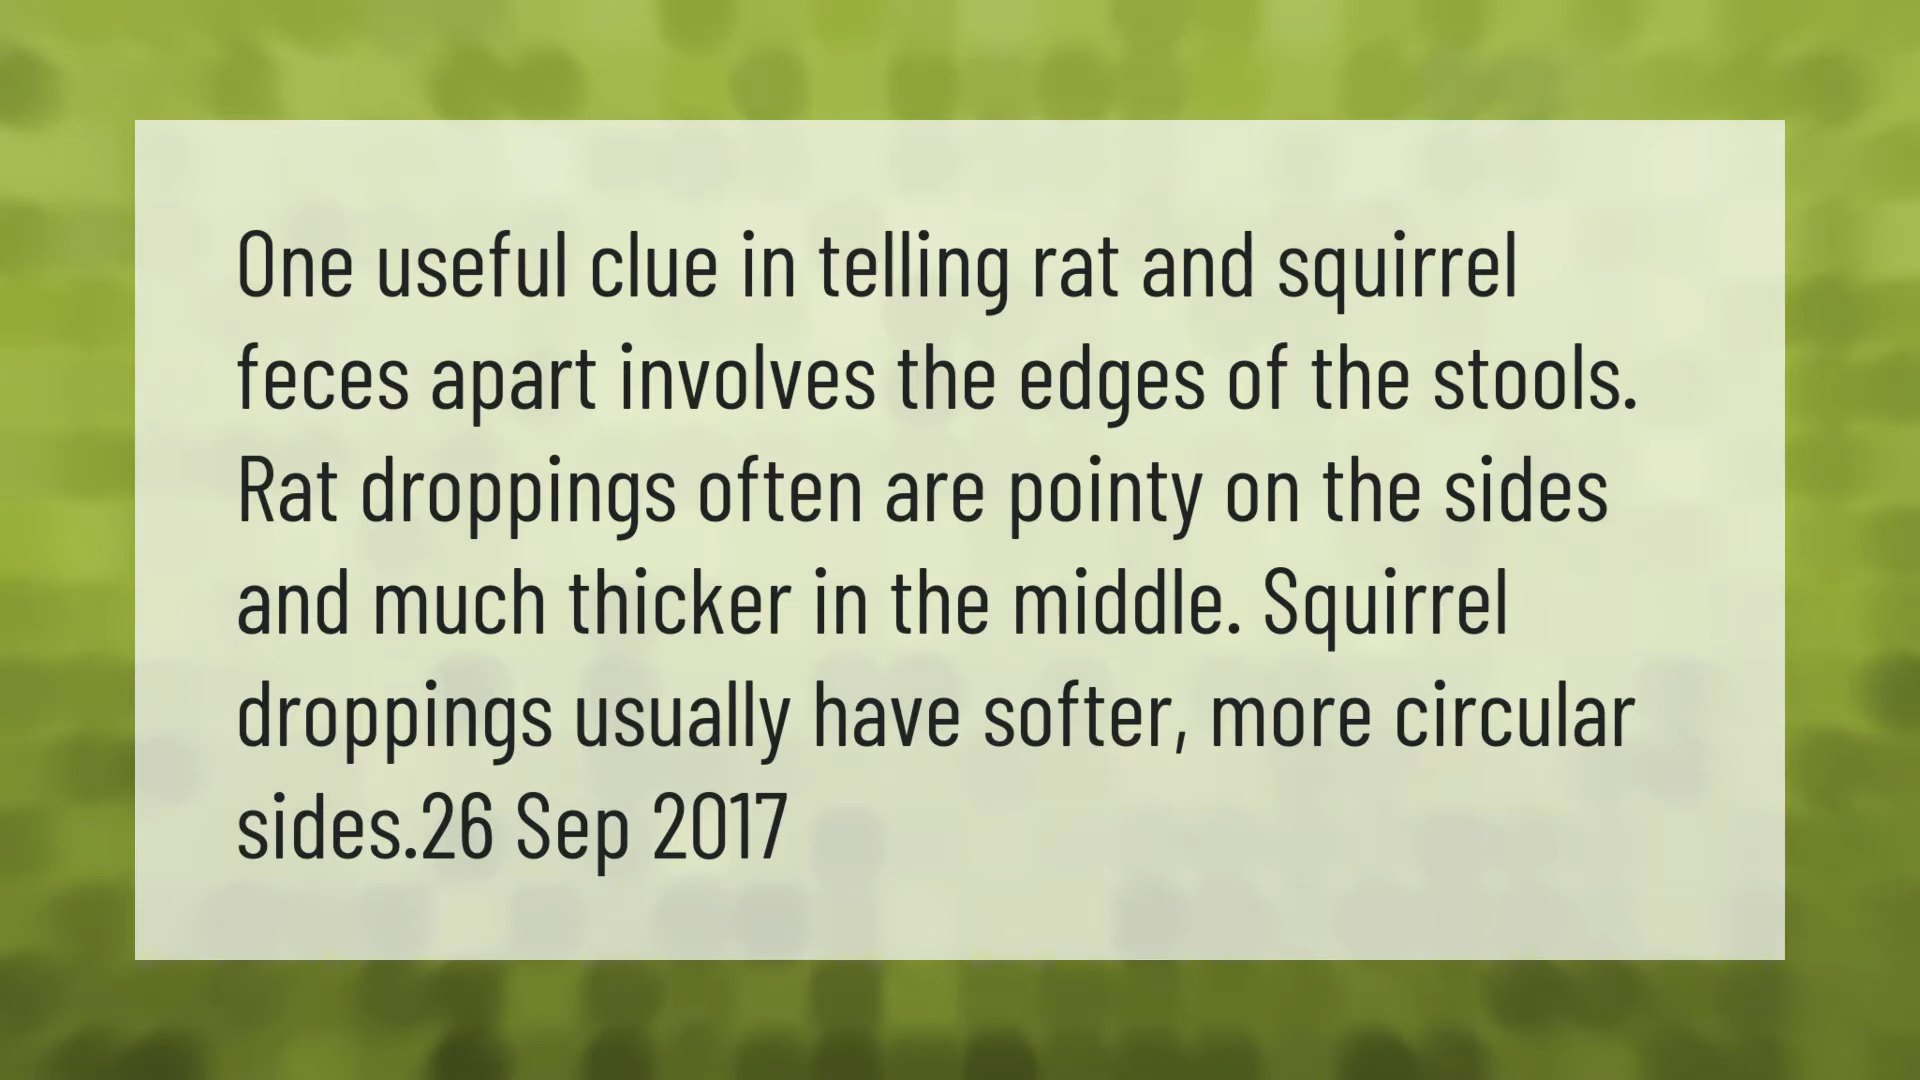 One useful clue in telling rat and squirrel
feces apart involves the edges of the stools.
Rat droppings often are pointy on the sides
and much thicker in the middle. Squirrel
droppings usually have softer, more circular
sides.26 Sep 2017